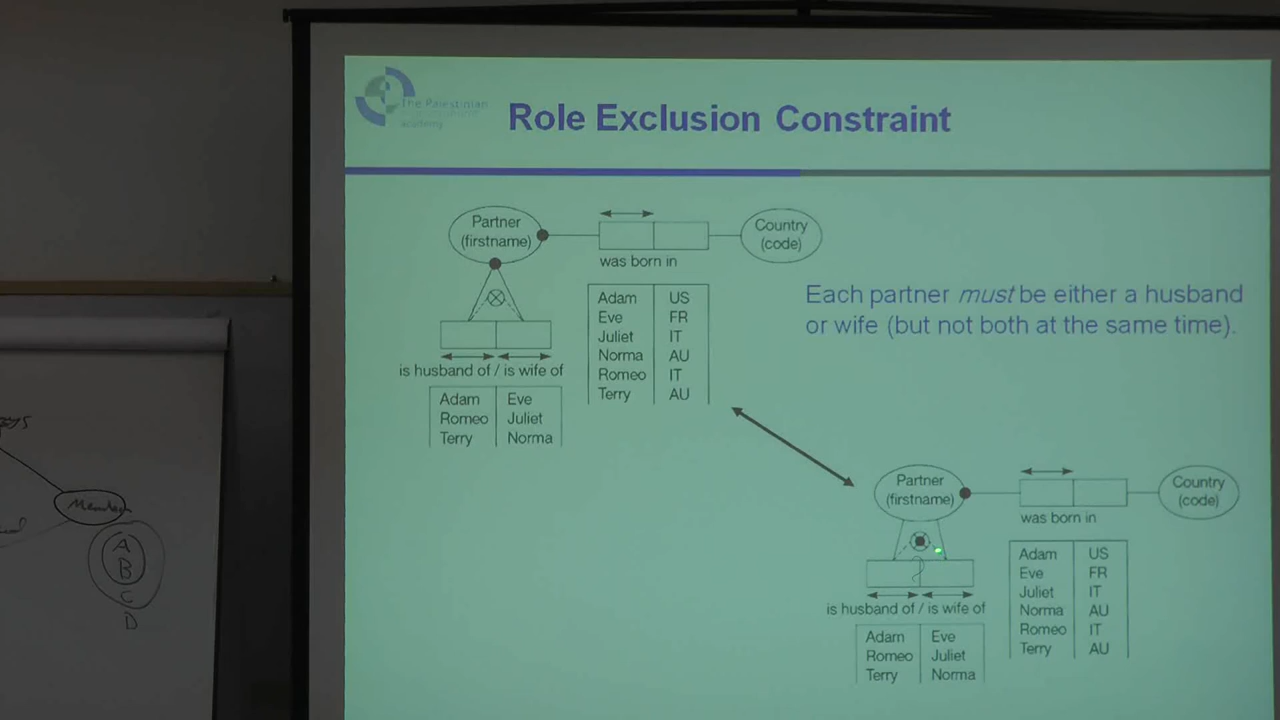 The Palestinian
academy
Role Exclusion Constraint
Partner
(firstname)
was born in
Country
(code)
Each partner must be either a husband
or wife (but not both at the same time).
Adam US
Eve FR
Juliet IT
Norma AU
Romeo IT
Terry AU
is husband of / is wife of
Adam Eve
Romeo Juliet
Terry Norma
Partner
(firstname)
was born in
Country
(code)
Adam US
Eve FR
Juliet IT
Norma AU
Romeo IT
Terry AU
is husband of / is wife of
Adam Eve
Romeo Juliet
Terry Norma
A
B
C
D